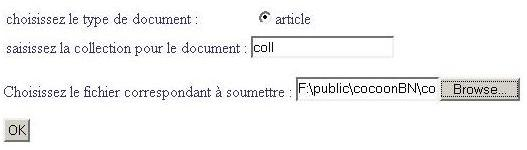 choisissez le type de document : article
saisissez la collection pour le document : coll
Choisissez le fichier correspondant à soumettre : F:\public\cocoonBN\co Browse...
OK